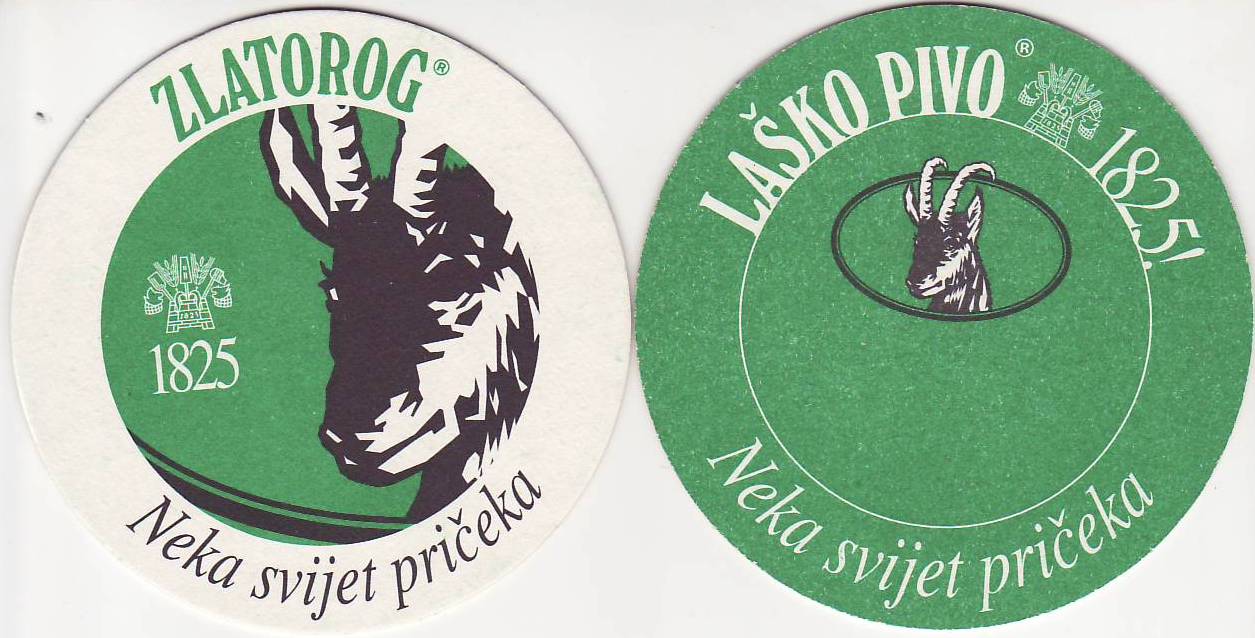 ZLATOROG®
1825
Neka svijet pričeka
LAŠKO PIVO® 1825!
Neka svijet pričeka